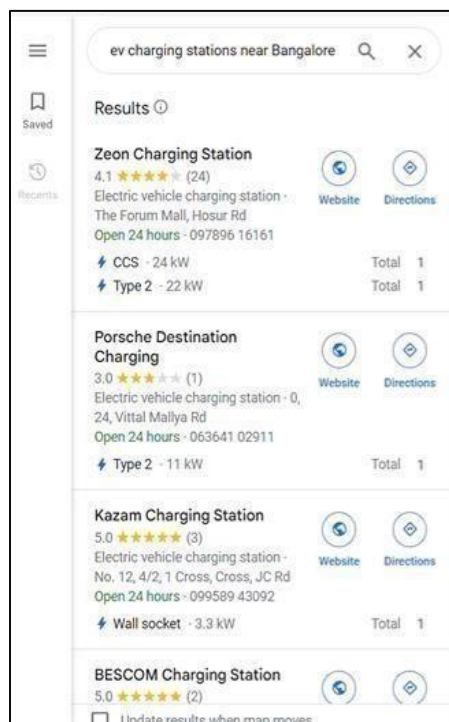 ev charging stations near Bangalore
Saved
Recents
Results
Zeon Charging Station
4.1 (24)
Electric vehicle charging station ·
The Forum Mall, Hosur Rd
Open 24 hours · 097896 16161
Website
Directions
CCS · 24 kW Total 1
Type 2 · 22 kW Total 1
Porsche Destination
Charging
3.0 (1)
Electric vehicle charging station · 0,
24, Vittal Mallya Rd
Open 24 hours · 063641 02911
Website
Directions
Type 2 · 11 kW Total 1
Kazam Charging Station
5.0 (3)
Electric vehicle charging station ·
No. 12, 4/2, 1 Cross, Cross, JC Rd
Open 24 hours · 099589 43092
Website
Directions
Wall socket · 3.3 kW Total 1
BESCOM Charging Station
5.0 (2)
Update results when map moves